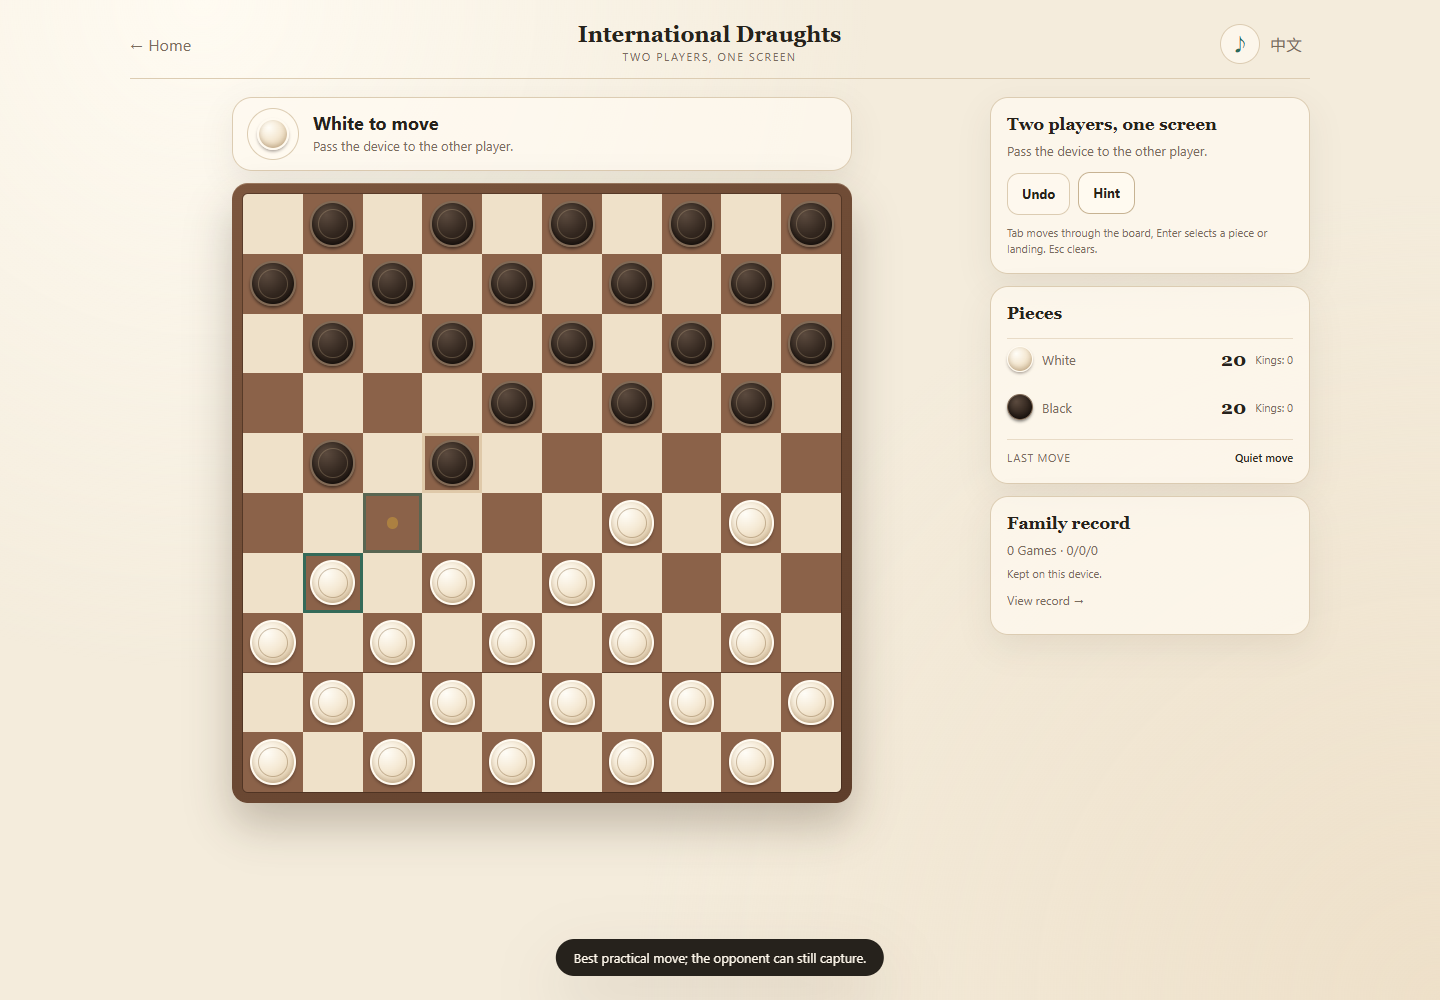 ← Home
International Draughts
TWO PLAYERS, ONE SCREEN
♪
中文
White to move
Pass the device to the other player.
Two players, one screen
Pass the device to the other player.
Undo
Hint
Tab moves through the board, Enter selects a piece or
landing. Esc clears.
Pieces
White 20 Kings: 0
Black 20 Kings: 0
LAST MOVE Quiet move
Family record
0 Games · 0/0/0
Kept on this device.
View record →
Best practical move; the opponent can still capture.